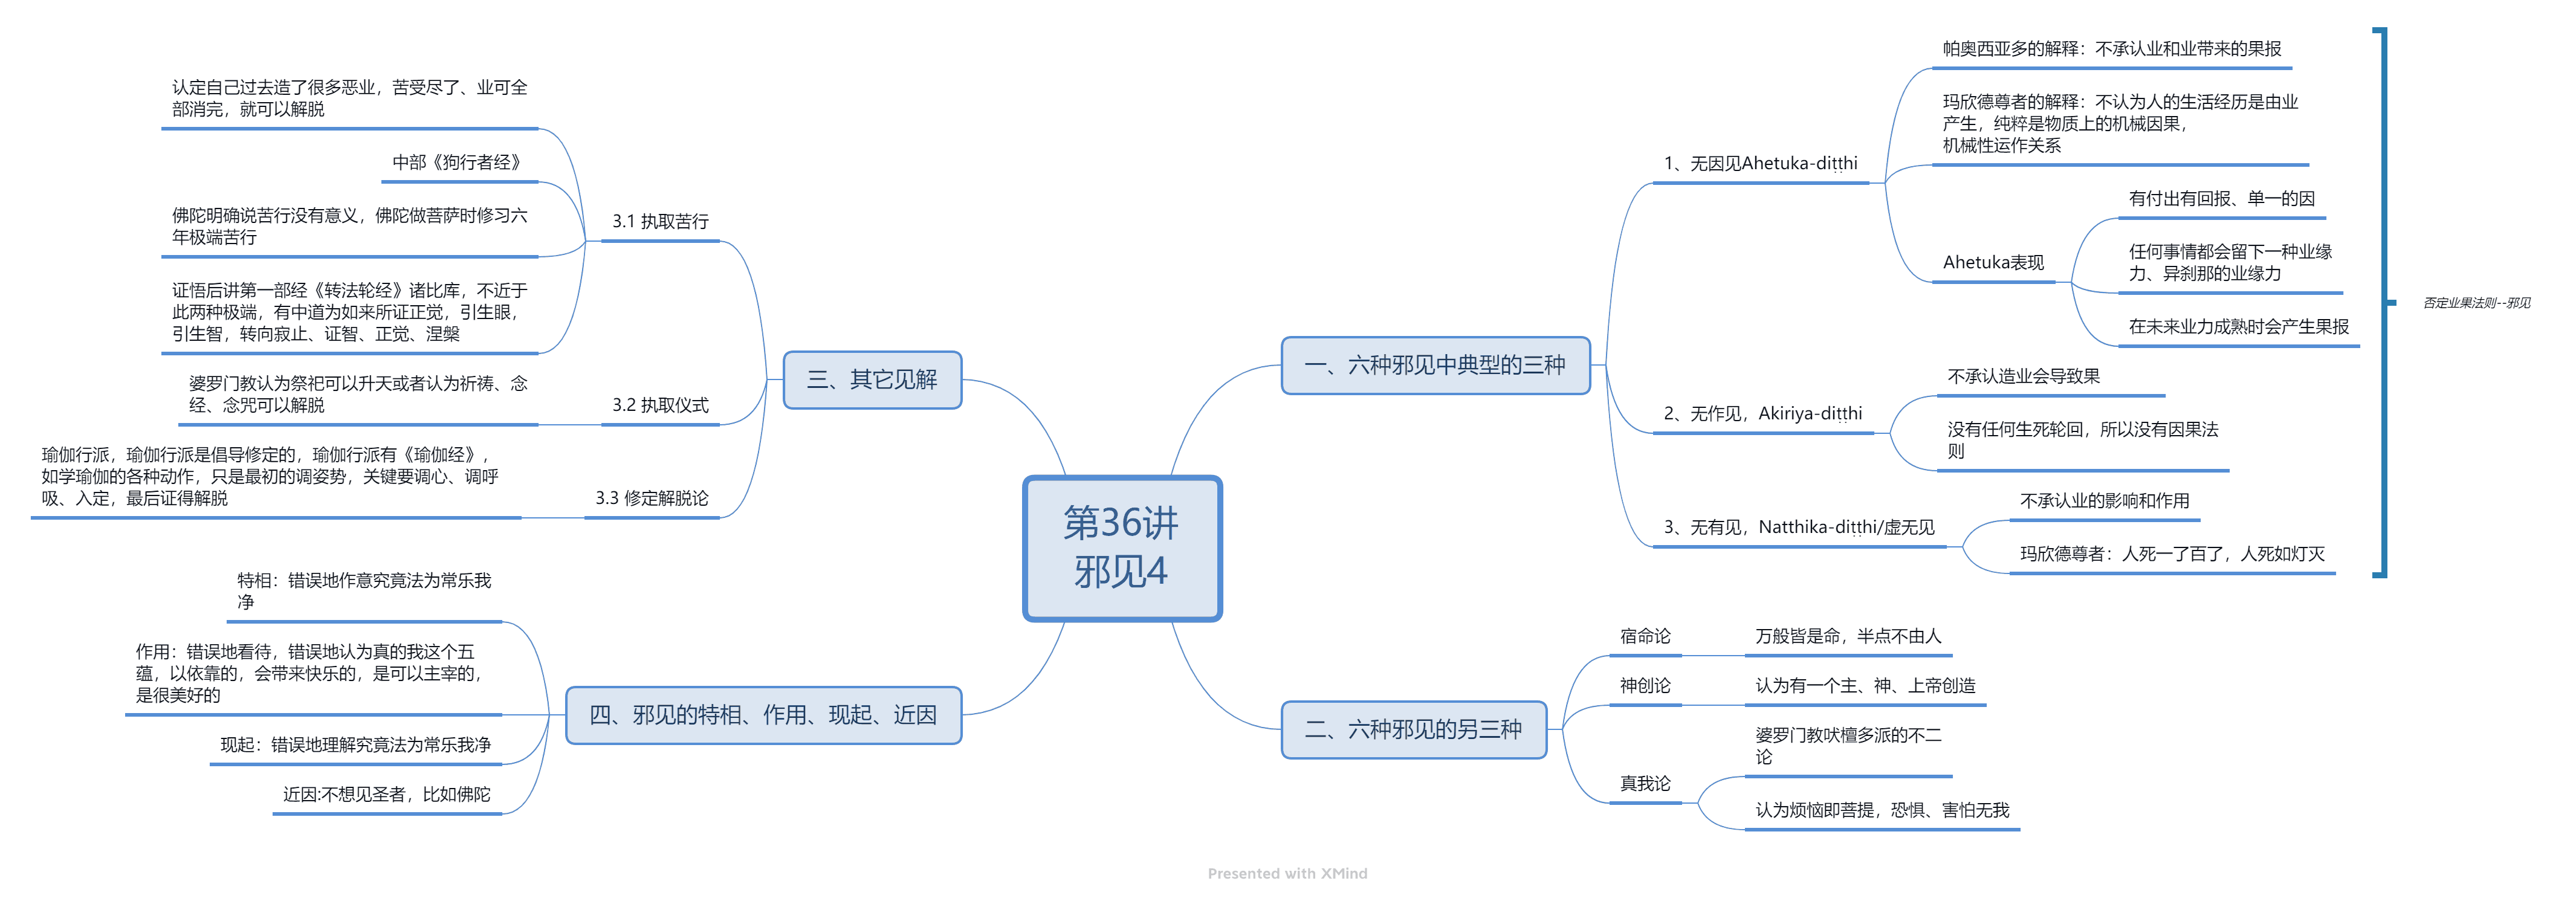 第36讲
邪见4
一、六种邪见中典型的三种
1、无因见Ahetuka-diṭṭhi
帕奥西亚多的解释：不承认业和业带来的果报
玛欣德尊者的解释：不认为人的生活经历是由业
产生，纯粹是物质上的机械因果，
机械性运作关系
Ahetuka表现
有付出有回报、单一的因
任何事情都会留下一种业缘
力、异刹那的业缘力
在未来业力成熟时会产生果报
2、无作见，Akiriya-diṭṭhi
不承认造业会导致果
没有任何生死轮回，所以没有因果法
则
3、无有见，Natthika-diṭṭhi/虚无见
不承认业的影响和作用
玛欣德尊者：人死一了百了，人死如灯灭
否定业果法则--邪见
二、六种邪见的另三种
宿命论
万般皆是命，半点不由人
神创论
认为有一个主、神、上帝创造
真我论
婆罗门教吠檀多派的不二
论
认为烦恼即菩提，恐惧、害怕无我
三、其它见解
3.1 执取苦行
认定自己过去造了很多恶业，苦受尽了、业可全
部消完，就可以解脱
中部《狗行者经》
佛陀明确说苦行没有意义，佛陀做菩萨时修习六
年极端苦行
证悟后讲第一部经《转法轮经》诸比库，不近于
此两种极端，有中道为如来所证正觉，引生眼，
引生智，转向寂止、证智、正觉、涅槃
3.2 执取仪式
婆罗门教认为祭祀可以升天或者认为祈祷、念
经、念咒可以解脱
3.3 修定解脱论
瑜伽行派，瑜伽行派是倡导修定的，瑜伽行派有《瑜伽经》，
如学瑜伽的各种动作，只是最初的调姿势，关键要调心、调呼
吸、入定，最后证得解脱
四、邪见的特相、作用、现起、近因
特相：错误地作意究竟法为常乐我
净
作用：错误地看待，错误地认为真的我这个五
蕴，以依靠的，会带来快乐的，是可以主宰的，
是很美好的
现起：错误地理解究竟法为常乐我净
近因:不想见圣者，比如佛陀
Presented with XMind